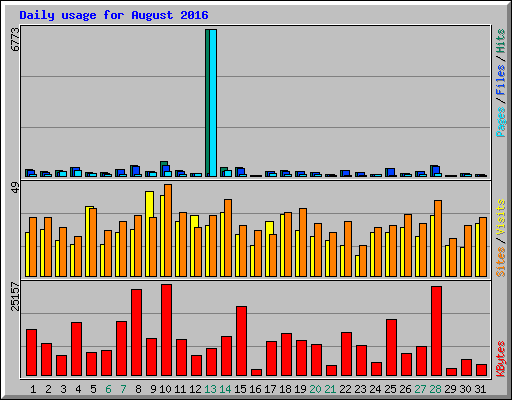 Daily usage for August 2016
6773
Pages / Files / Hits
49
Sites / Visits
25157
KBytes
1 2 3 4 5 6 7 8 9 10 11 12 13 14 15 16 17 18 19 20 21 22 23 24 25 26 27 28 29 30 31